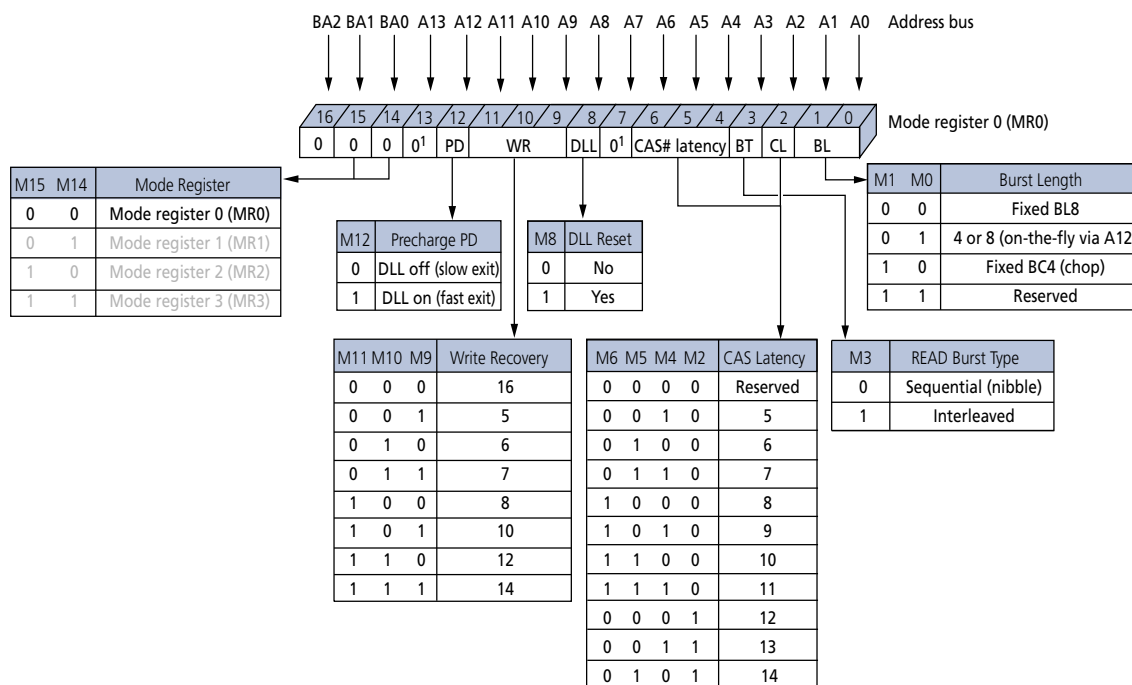 BA2 BA1 BA0 A13 A12 A11 A10 A9 A8 A7 A6 A5 A4 A3 A2 A1 A0 Address bus
16 15 14 13 12 11 10 9 8 7 6 5 4 3 2 1 0
Mode register 0 (MR0)
0 0 0 0¹ PD WR DLL 0¹ CAS# latency BT CL BL
M15 M14 Mode Register
0 0 Mode register 0 (MR0)
0 1 Mode register 1 (MR1)
1 0 Mode register 2 (MR2)
1 1 Mode register 3 (MR3)
M12 Precharge PD
0 DLL off (slow exit)
1 DLL on (fast exit)
M8 DLL Reset
0 No
1 Yes
M1 M0 Burst Length
0 0 Fixed BL8
0 1 4 or 8 (on-the-fly via A12
1 0 Fixed BC4 (chop)
1 1 Reserved
M11 M10 M9 Write Recovery
0 0 0 16
0 0 1 5
0 1 0 6
0 1 1 7
1 0 0 8
1 0 1 10
1 1 0 12
1 1 1 14
M6 M5 M4 M2 CAS Latency
0 0 0 0 Reserved
0 0 1 0 5
0 1 0 0 6
0 1 1 0 7
1 0 0 0 8
1 0 1 0 9
1 1 0 0 10
1 1 1 0 11
0 0 0 1 12
0 0 1 1 13
0 1 0 1 14
M3 READ Burst Type
0 Sequential (nibble)
1 Interleaved